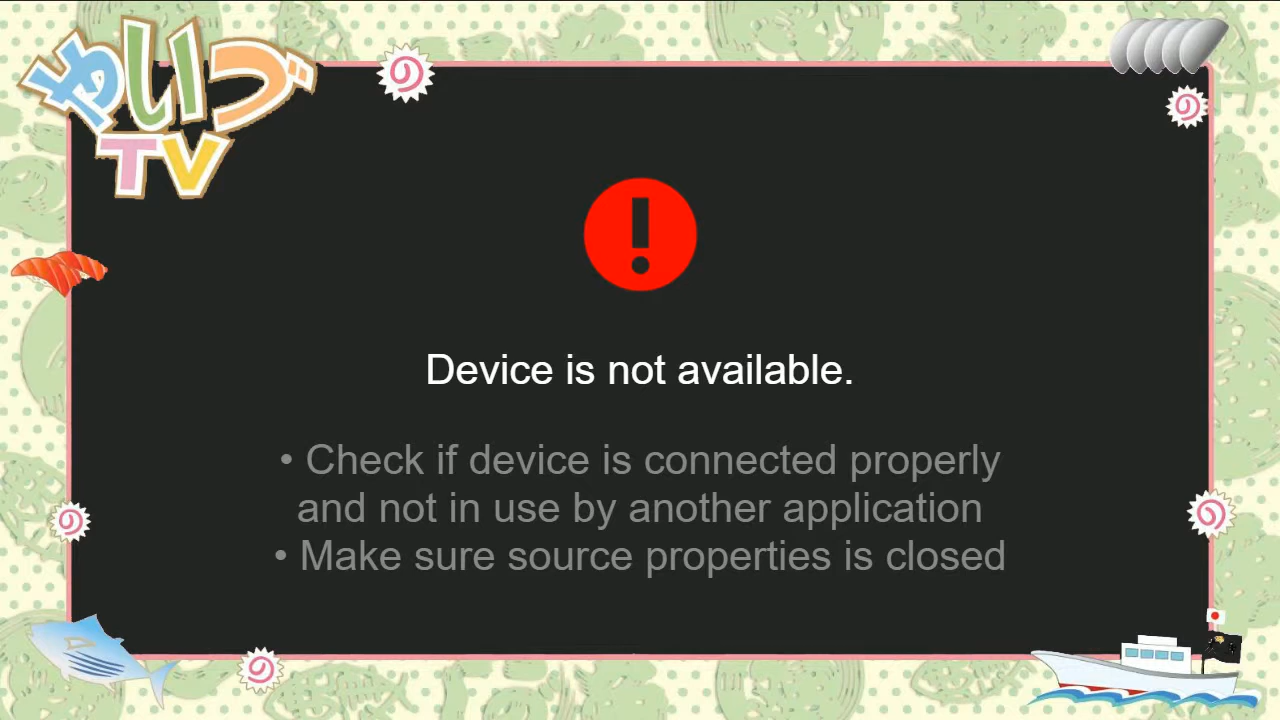 やいづ
TV
Device is not available.
• Check if device is connected properly
and not in use by another application
• Make sure source properties is closed